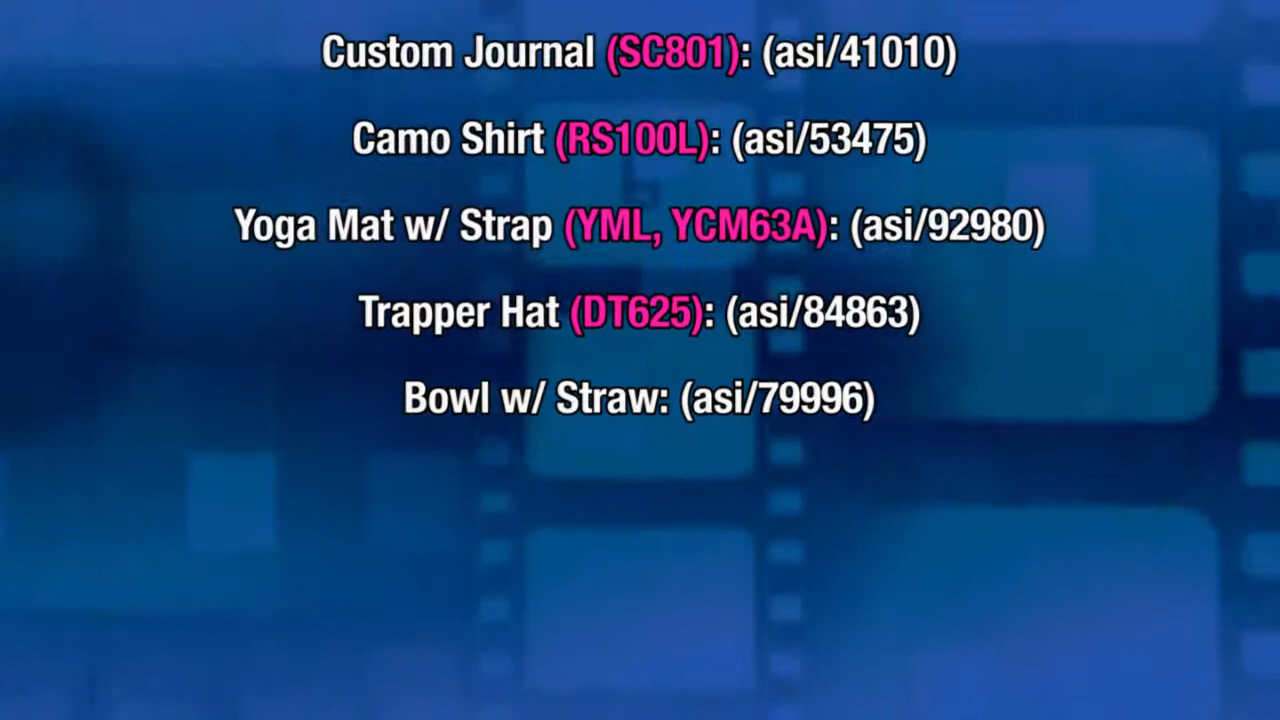 Custom Journal (SC801): (asi/41010)
Camo Shirt (RS100L): (asi/53475)
Yoga Mat w/ Strap (YML, YCM63A): (asi/92980)
Trapper Hat (DT625): (asi/84863)
Bowl w/ Straw: (asi/79996)